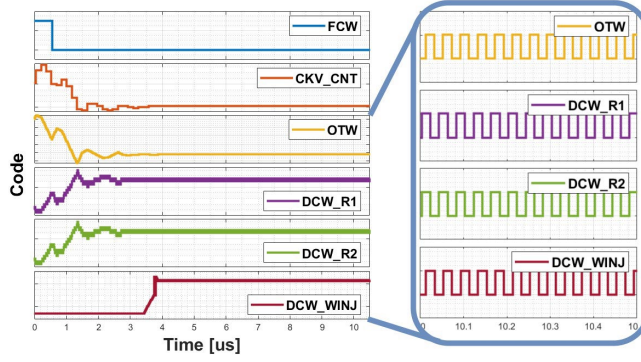 FCW
CKV_CNT
OTW
DCW_R1
DCW_R2
DCW_WINJ
Code
0 1 2 3 4 5 6 7 8 9 10
Time [us]
OTW
DCW_R1
DCW_R2
DCW_WINJ
10 10.1 10.2 10.3 10.4 10.